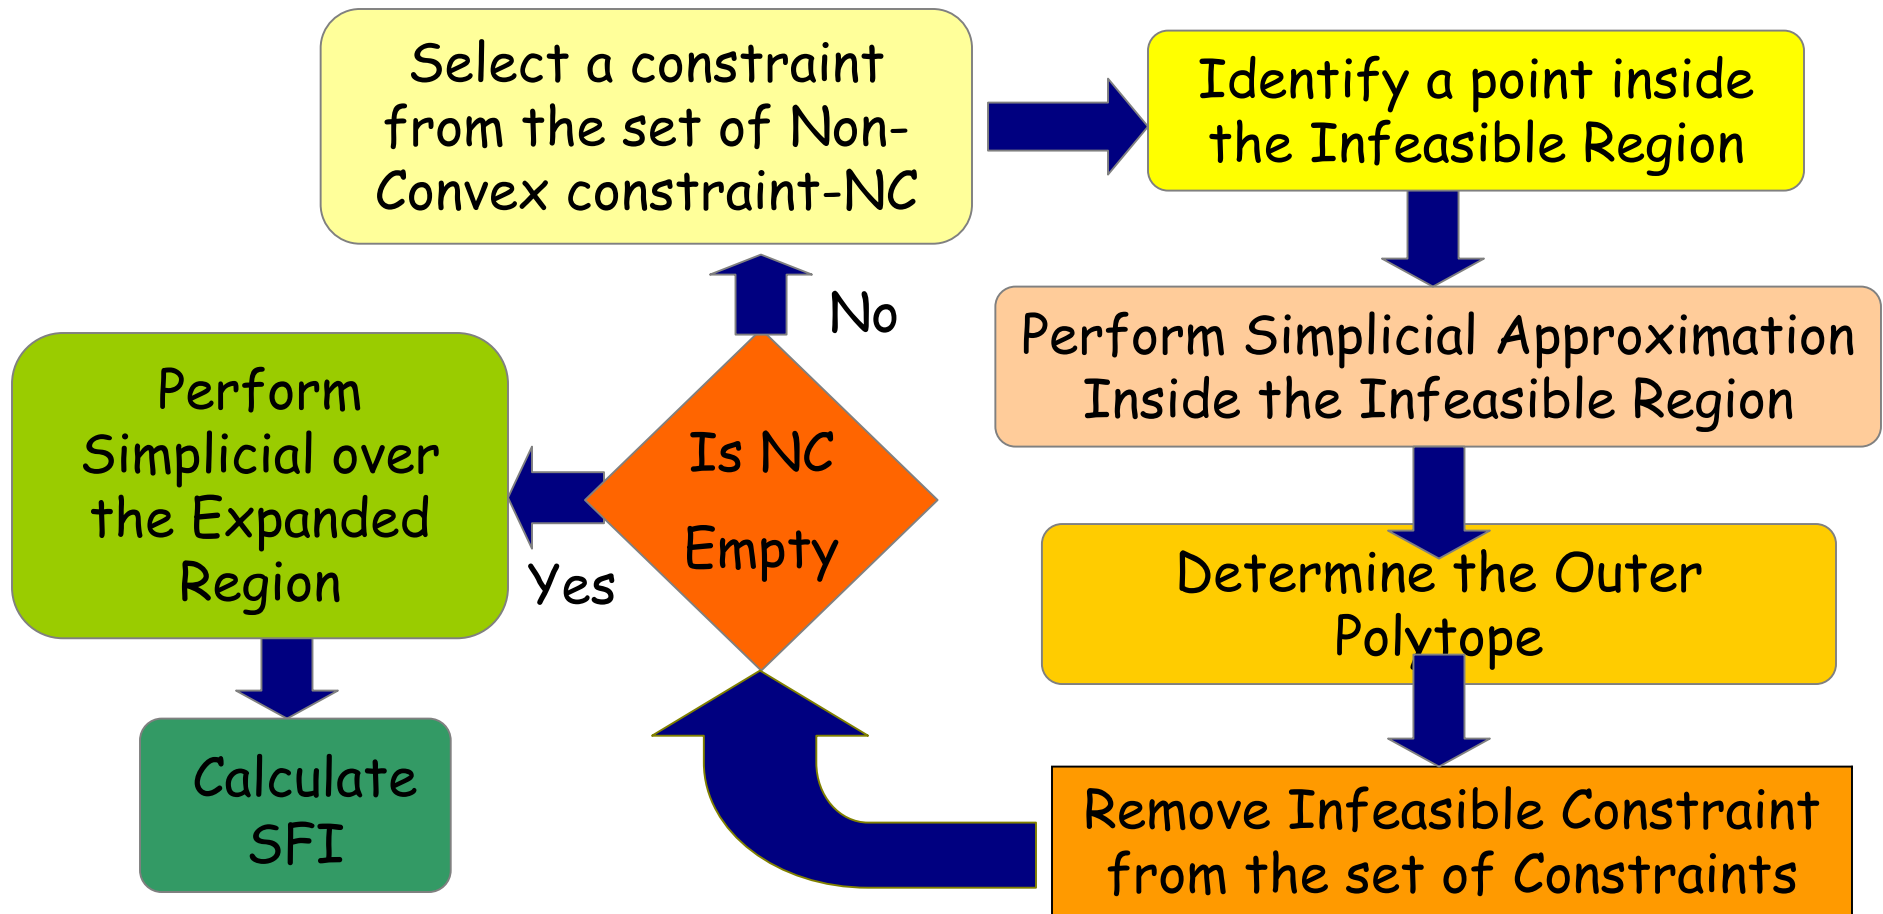 Select a constraint
from the set of Non-
Convex constraint-NC
Identify a point inside
the Infeasible Region
Perform Simplicial Approximation
Inside the Infeasible Region
Determine the Outer
Polytope
Remove Infeasible Constraint
from the set of Constraints
Is NC
Empty
No
Yes
Perform
Simplicial over
the Expanded
Region
Calculate
SFI